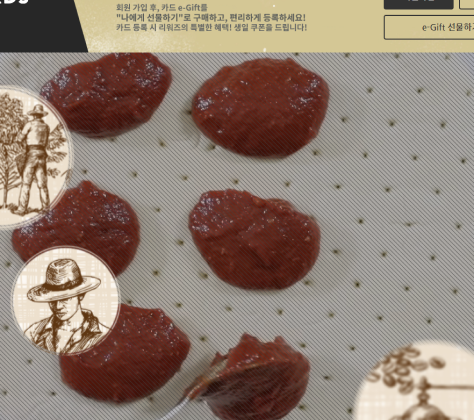 회원 가입 후, 카드 e-Gift를
"나에게 선물하기"로 구매하고, 편리하게 등록하세요!
카드 등록 시 리워즈의 특별한 혜택! 생일 쿠폰을 드립니다!
e-Gift 선물하